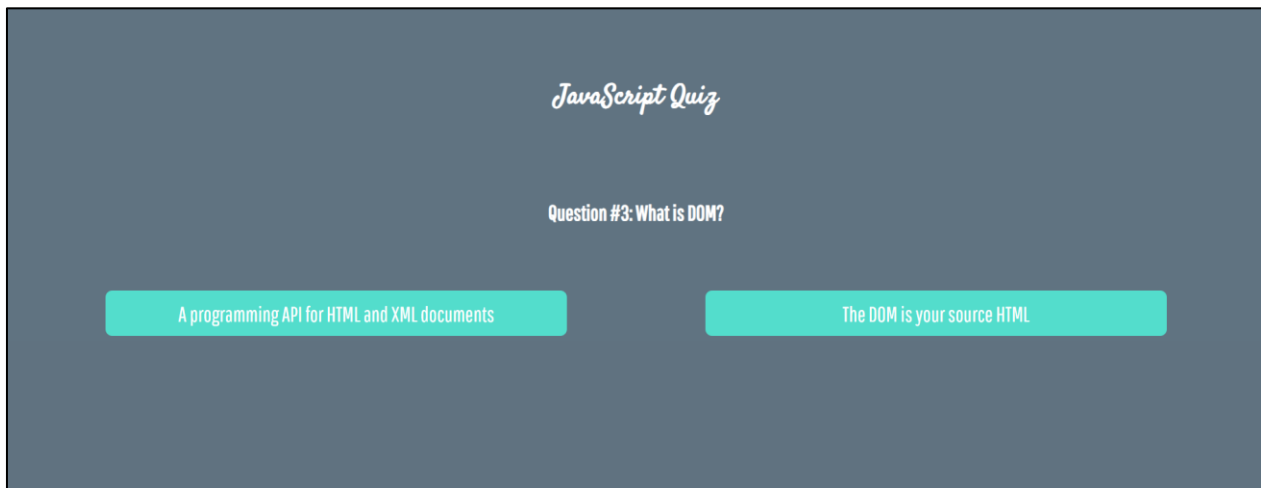 JavaScript Quiz
Question #3: What is DOM?
A programming API for HTML and XML documents
The DOM is your source HTML